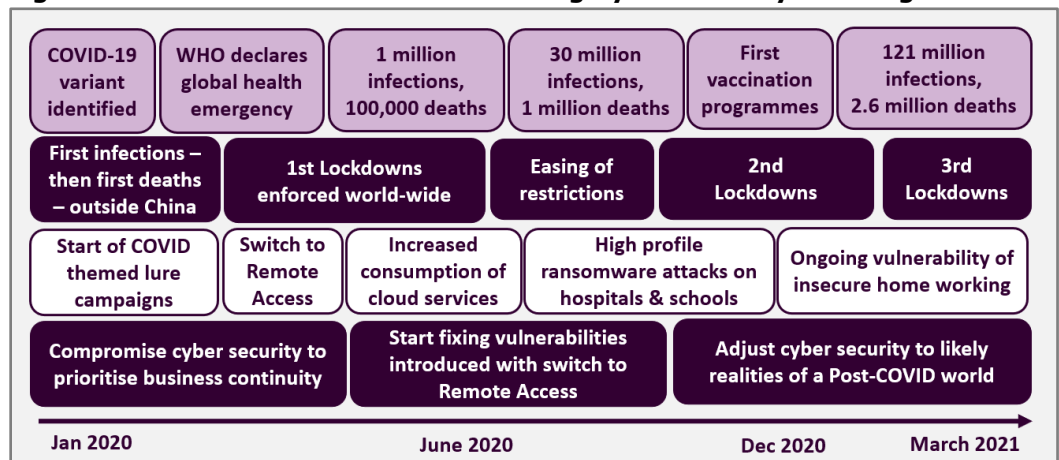 COVID-19
variant
identified
WHO declares
global health
emergency
1 million
infections,
100,000 deaths
30 million
infections,
1 million deaths
First
vaccination
programmes
121 million
infections,
2.6 million deaths
First infections –
then first deaths
– outside China
1st Lockdowns
enforced world-wide
Easing of
restrictions
2nd
Lockdowns
3rd
Lockdowns
Start of COVID
themed lure
campaigns
Switch to
Remote
Access
Increased
consumption of
cloud services
High profile
ransomware attacks on
hospitals & schools
Ongoing vulnerability of
insecure home working
Compromise cyber security to
prioritise business continuity
Start fixing vulnerabilities
introduced with switch to
Remote Access
Adjust cyber security to likely
realities of a Post-COVID world
Jan 2020
June 2020
Dec 2020
March 2021